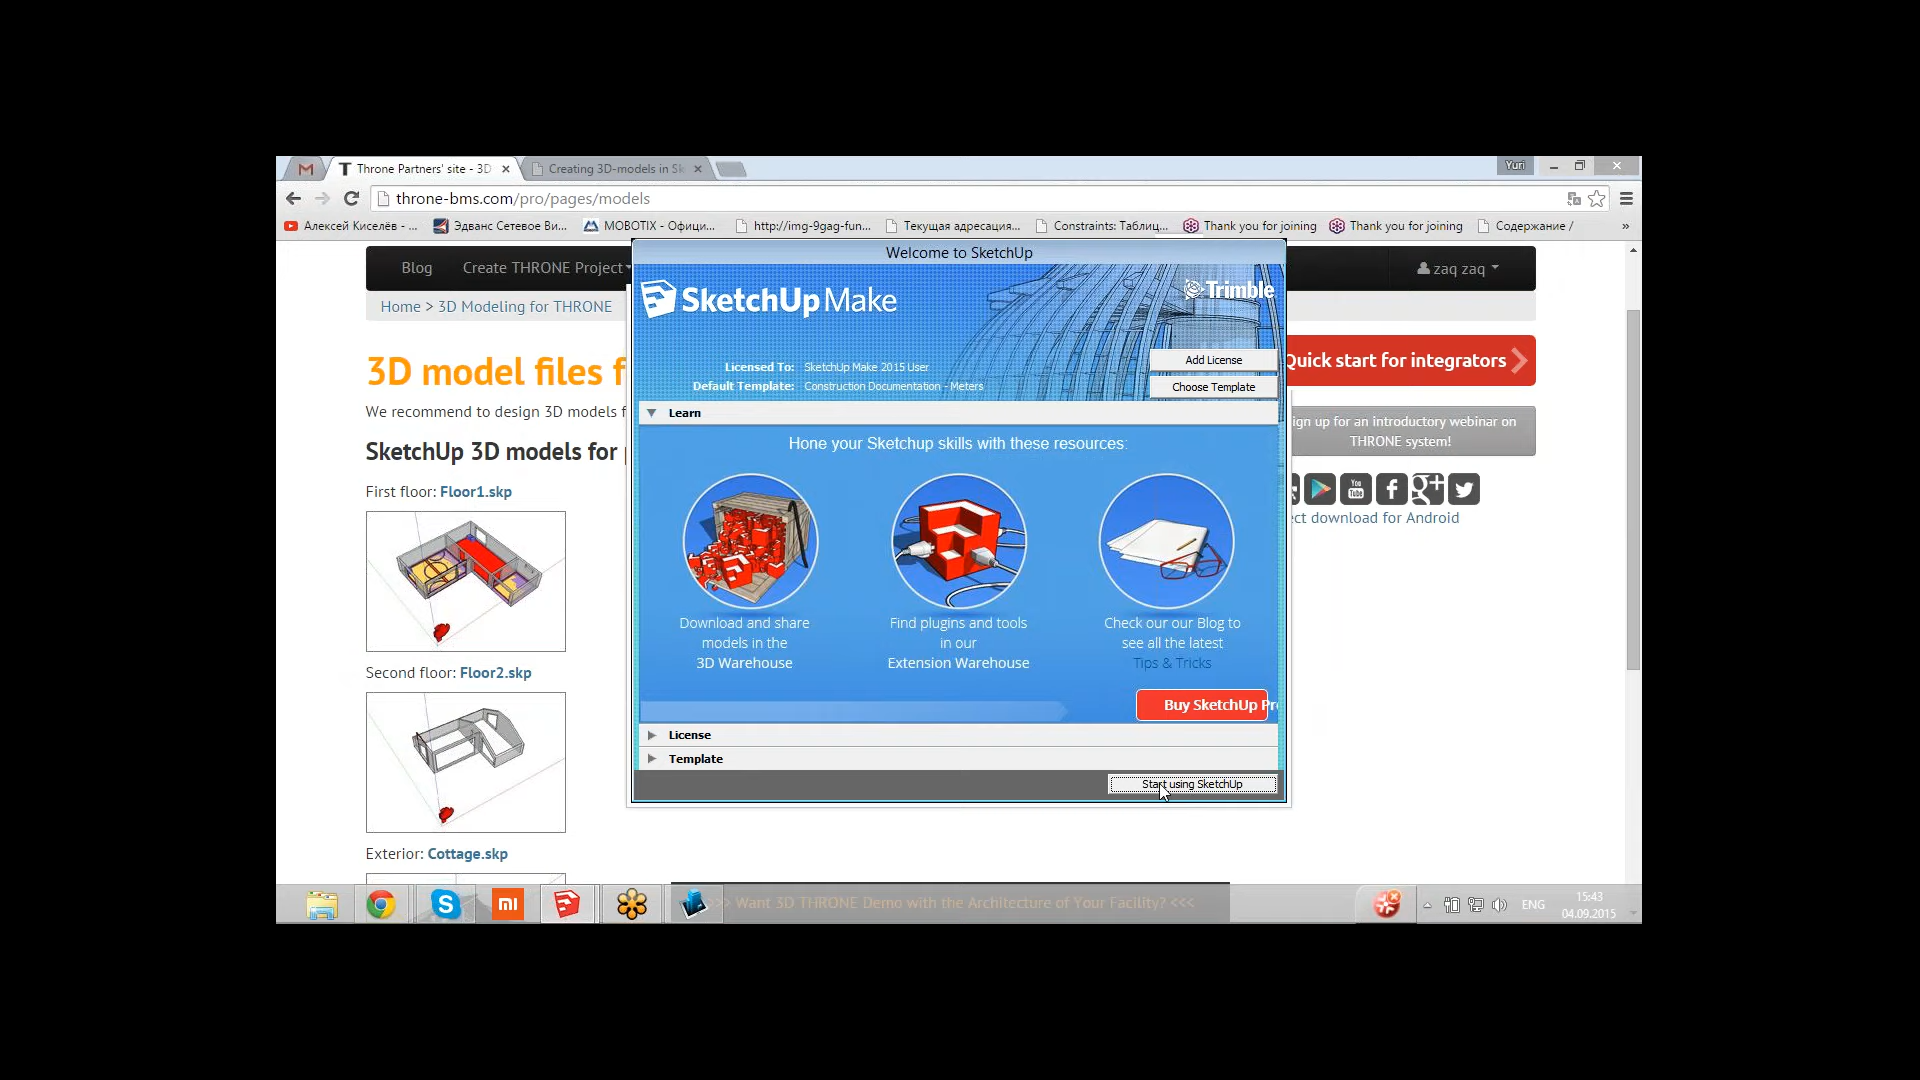 Throne Partners' site - 3D
Creating 3D-models in Sk
Yuri
throne-bms.com/pro/pages/models
Алексей Киселёв - ...
Эдванс Сетевое Ви...
MOBOTIX - Офици...
http://img-9gag-fun...
Текущая адресация...
Constraints: Таблиц...
Thank you for joining
Thank you for joining
Содержание /
»
Blog
Create THRONE Project
zaq zaq
Home > 3D Modeling for THRONE
3D model files f
We recommend to design 3D models f
SketchUp 3D models for
First floor: Floor1.skp
Second floor: Floor2.skp
Exterior: Cottage.skp
Welcome to SketchUp
SketchUp Make
Trimble
Licensed To: SketchUp Make 2015 User
Default Template: Construction Documentation - Meters
Add License
Choose Template
Learn
Hone your Sketchup skills with these resources:
Download and share
models in the
3D Warehouse
Find plugins and tools
in our
Extension Warehouse
Check our our Blog to
see all the latest
Tips & Tricks
Buy SketchUp Pr
License
Template
Start using SketchUp
Quick start for integrators
ign up for an introductory webinar on
THRONE system!
You
Tube
ect download for Android
>> Want 3D THRONE Demo with the Architecture of Your Facility? <<<
ENG
15:43
04.09.2015